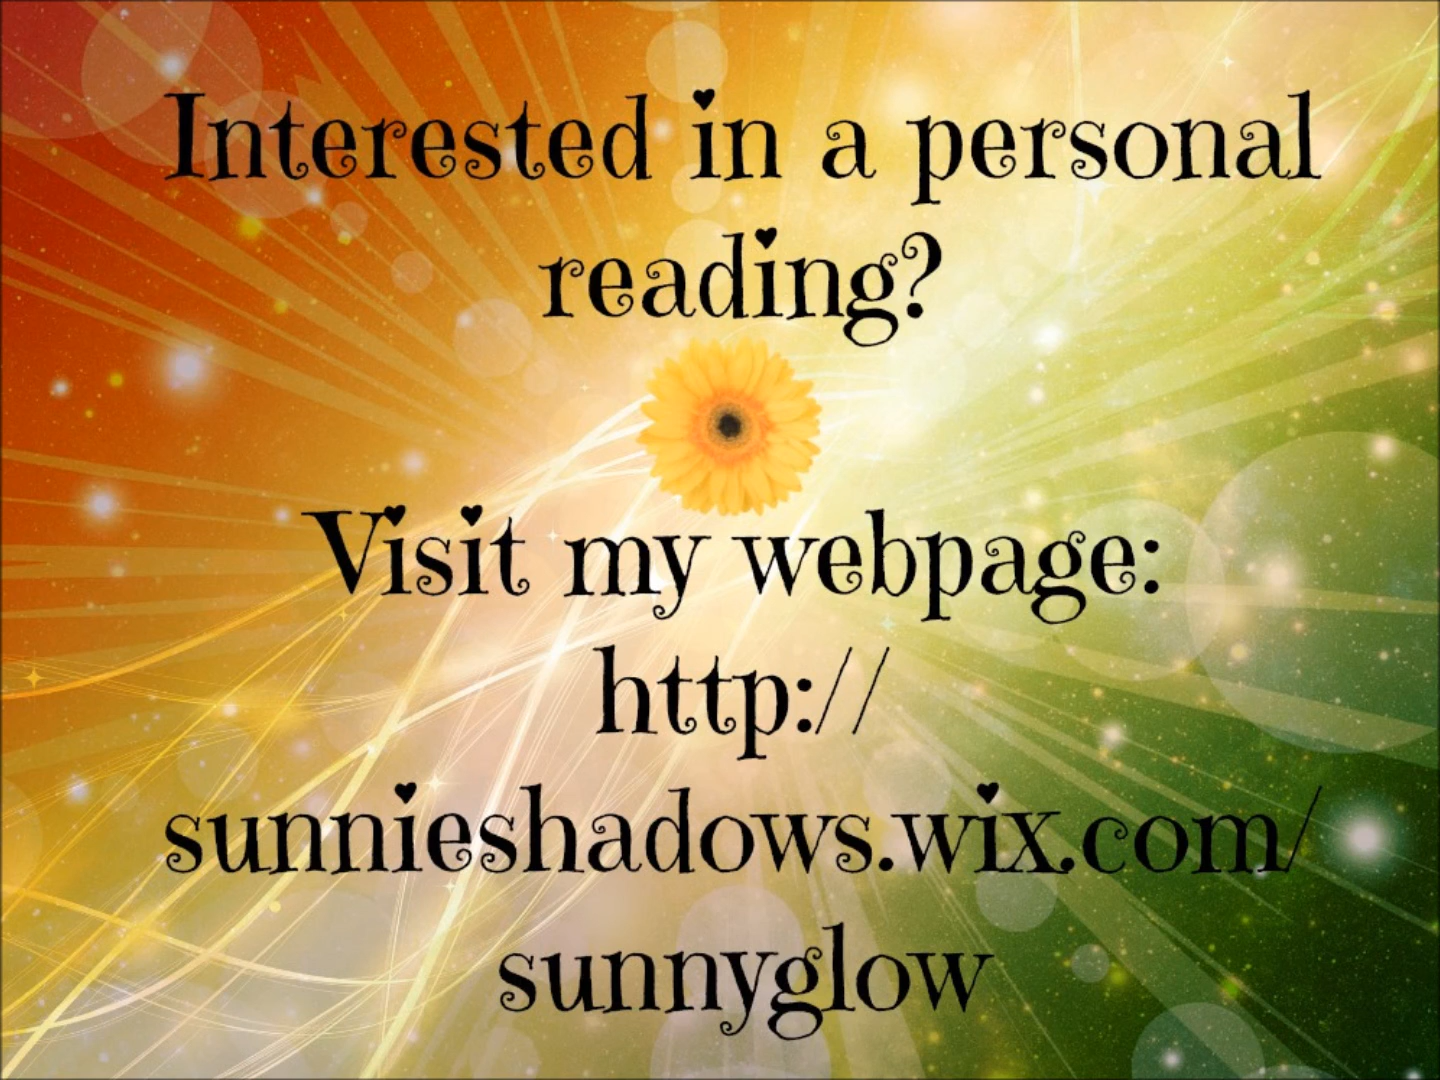 Interested in a personal
reading?
Visit my webpage:
http://
sunnieshadows.wix.com/
sunnyglow